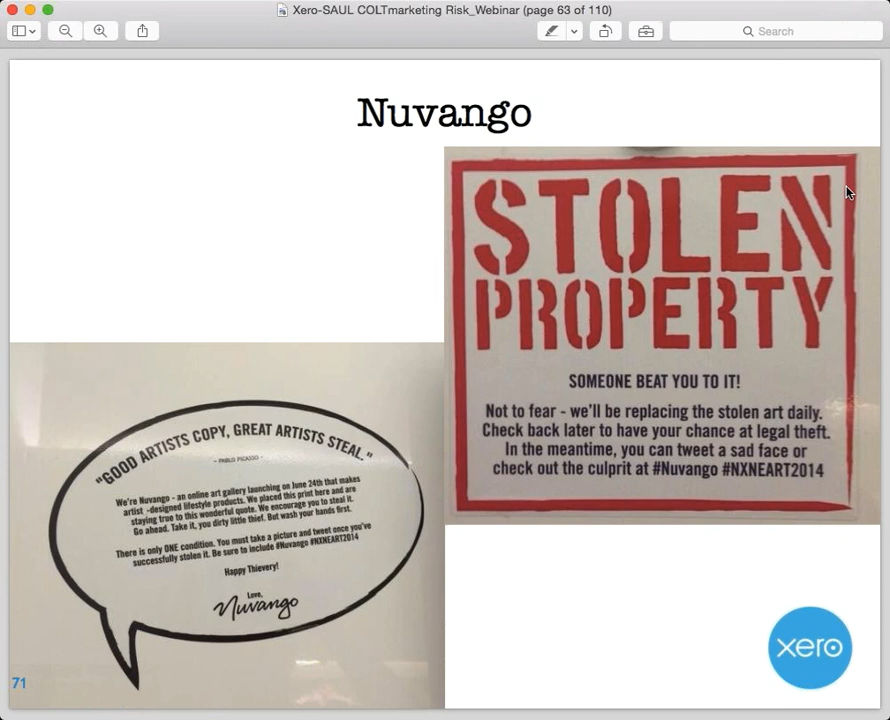 Xero-SAUL COLTmarketing Risk_Webinar (page 63 of 110)
Search
Nuvango
STOLEN
PROPERTY
SOMEONE BEAT YOU TO IT!
Not to fear - we'll be replacing the stolen art daily.
Check back later to have your chance at legal theft.
In the meantime, you can tweet a sad face or
check out the culprit at #Nuvango #NXNEART2014
"GOOD ARTISTS COPY, GREAT ARTISTS STEAL."
- PABLO PICASSO -
We're Nuvango - an online art gallery launching on June 24th that makes
artist -designed lifestyle products. We placed this print here and are
staying true to this wonderful quote. We encourage you to steal it.
Go ahead. Take it, you dirty little thief. But wash your hands first.
There is only ONE condition. You must take a picture and tweet once you've
successfully stolen it. Be sure to include #Nuvango #NXNEART2014
Happy Thievery!
Love,
Nuvango
xero
71